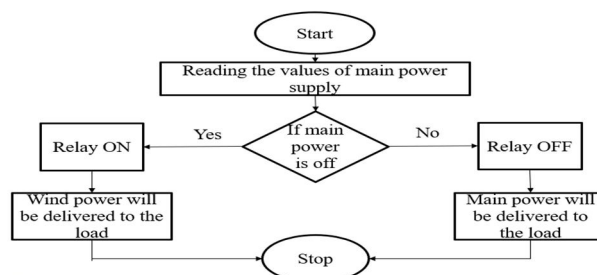 Start
Reading the values of main power
supply
If main
power
is off
Yes
No
Relay ON
Relay OFF
Wind power will
be delivered to the
load
Main power will
be delivered to
the load
Stop